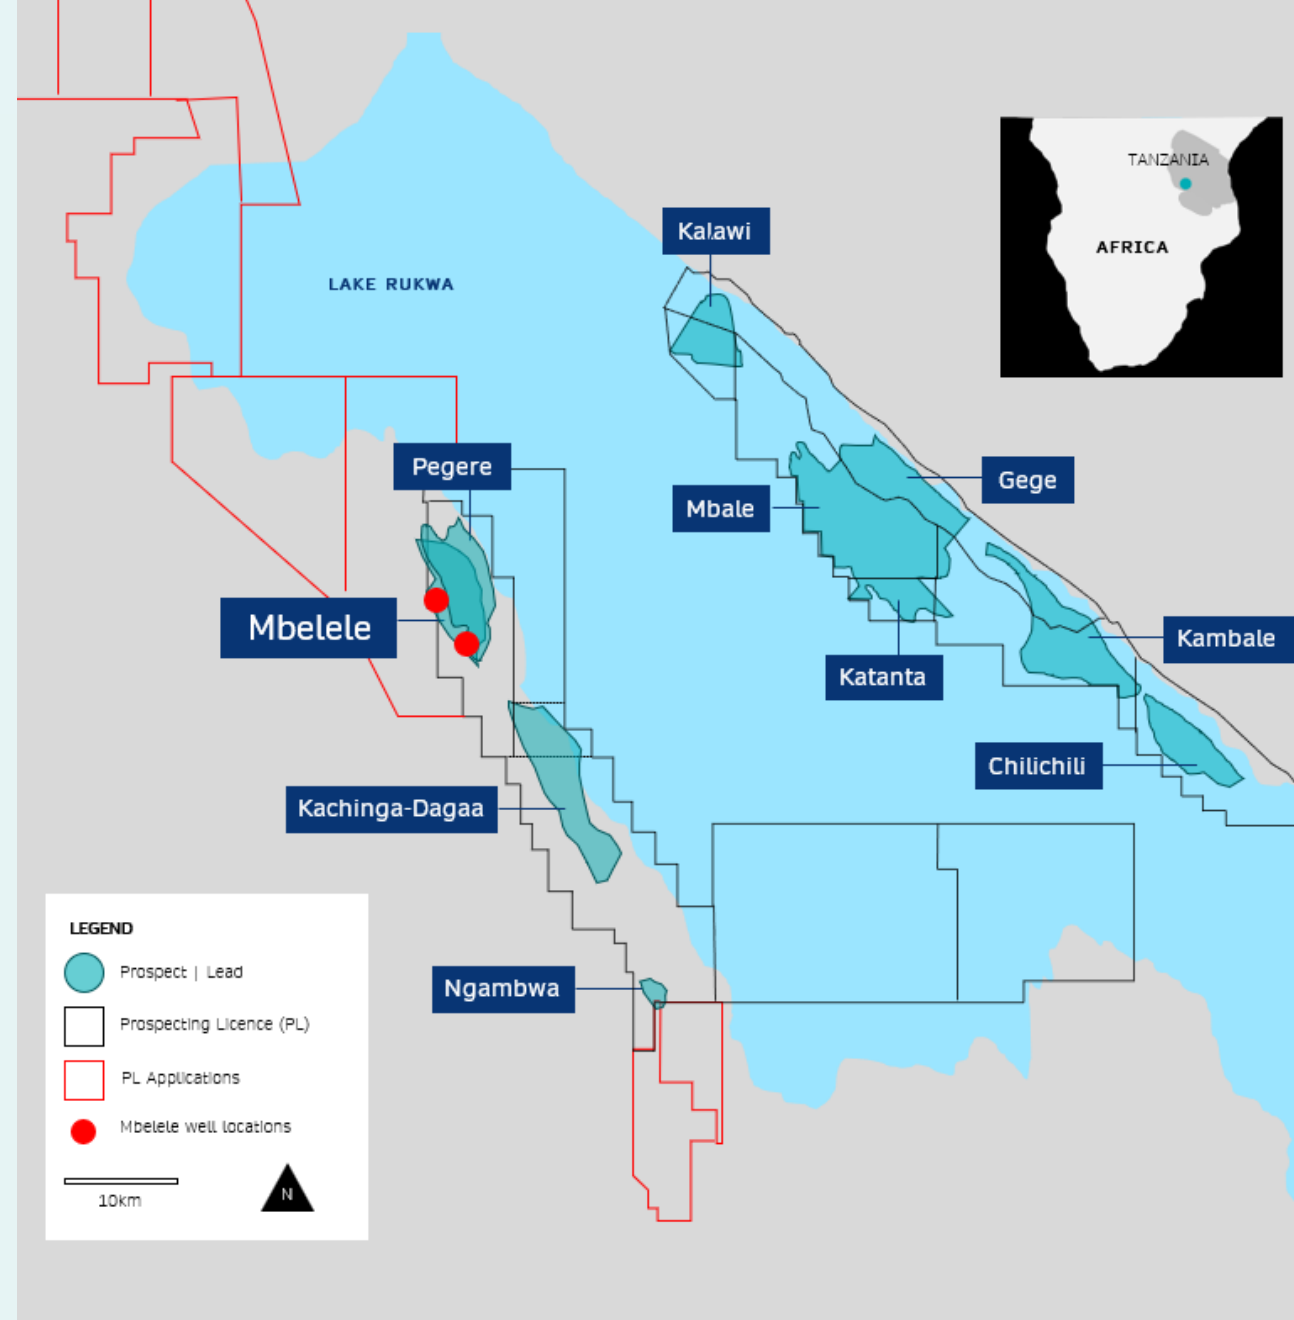 TANZANIA
AFRICA
Kalawi
LAKE RUKWA
Pegere
Gege
Mbale
Mbelele
Kambale
Katanta
Chilichili
Kachinga-Dagaa
Ngambwa
LEGEND
Prospect | Lead
Prospecting Licence (PL)
PL Applications
Mbelele well locations
10km
N